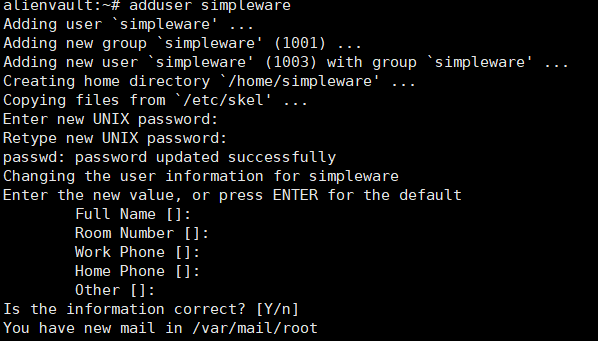 alienvault:~# adduser simpleware
Adding user `simpleware' ...
Adding new group `simpleware' (1001) ...
Adding new user `simpleware' (1003) with group `simpleware' ...
Creating home directory `/home/simpleware' ...
Copying files from `/etc/skel' ...
Enter new UNIX password:
Retype new UNIX password:
passwd: password updated successfully
Changing the user information for simpleware
Enter the new value, or press ENTER for the default
        Full Name []:
        Room Number []:
        Work Phone []:
        Home Phone []:
        Other []:
Is the information correct? [Y/n]
You have new mail in /var/mail/root